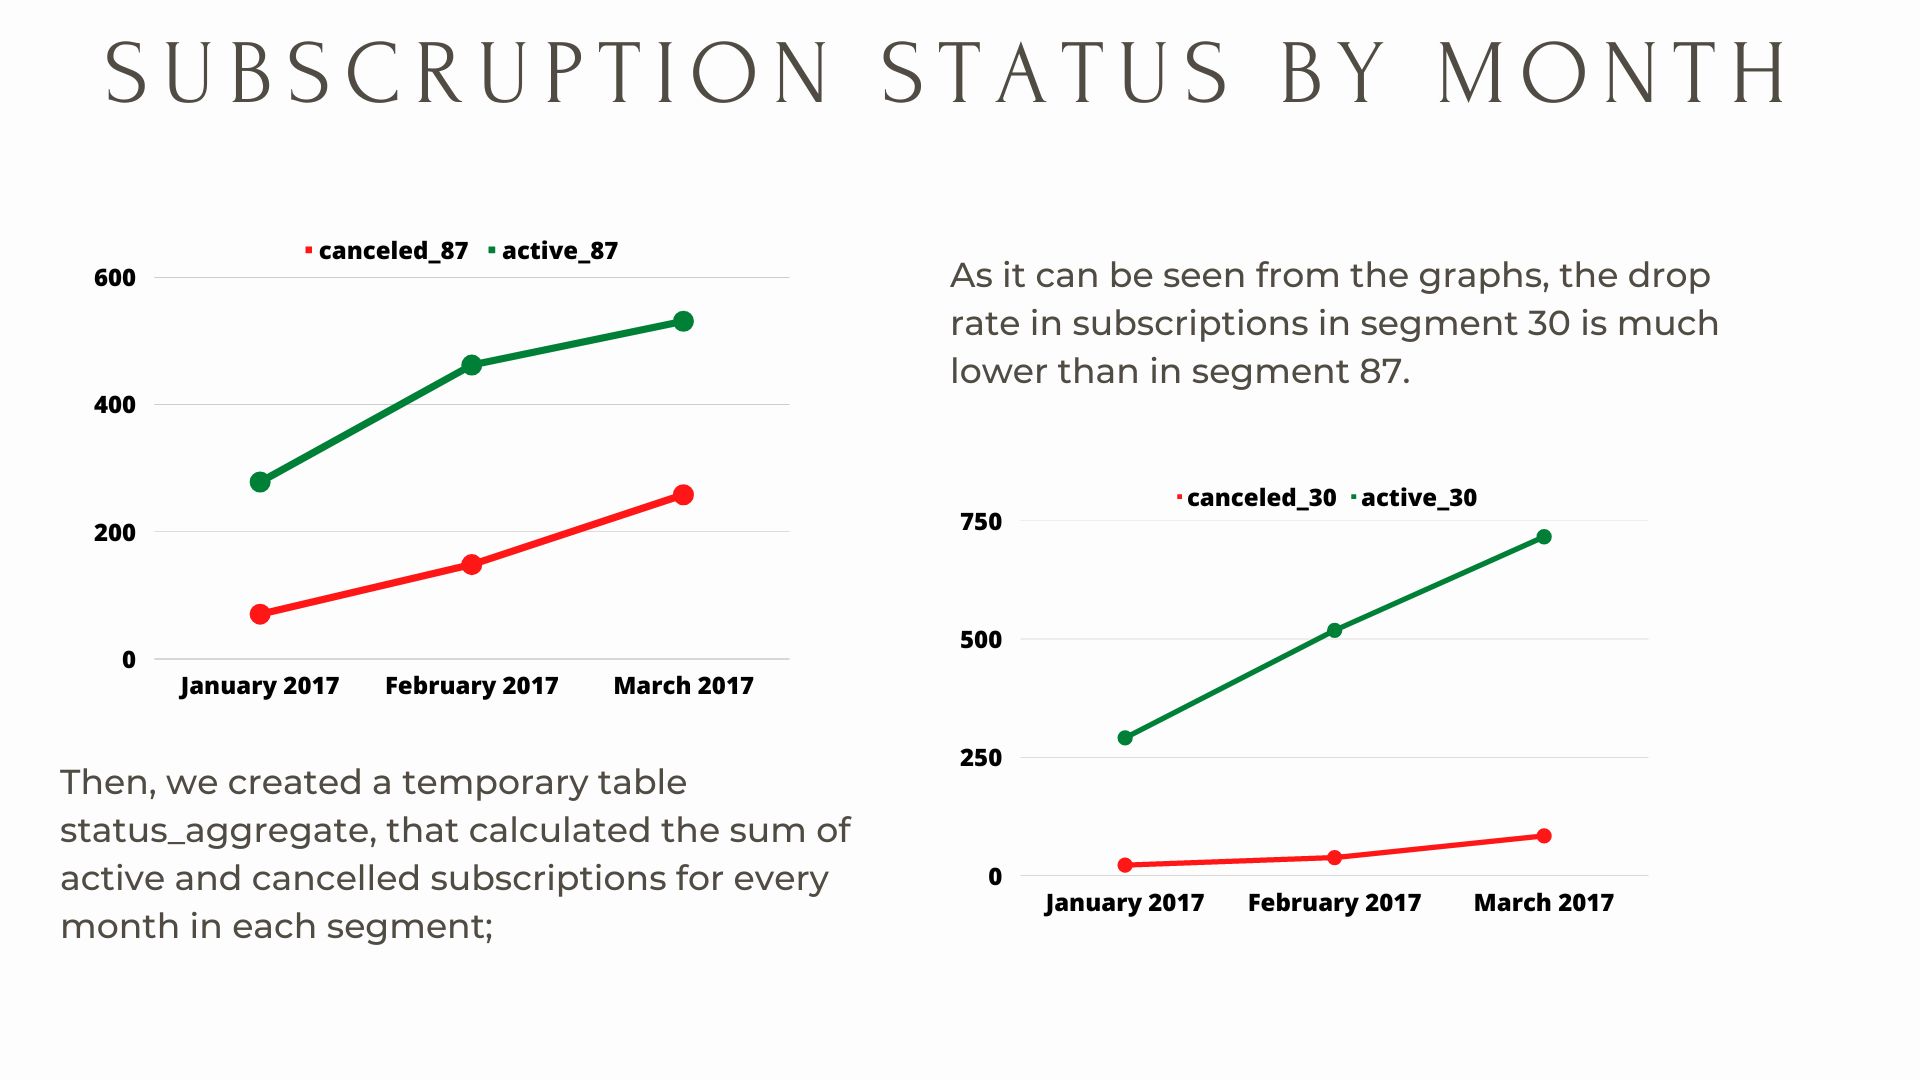 SUBSCRUPTION STATUS BY MONTH
canceled_87 active_87
600
400
200
0
January 2017 February 2017 March 2017
Then, we created a temporary table
status_aggregate, that calculated the sum of
active and cancelled subscriptions for every
month in each segment;
As it can be seen from the graphs, the drop
rate in subscriptions in segment 30 is much
lower than in segment 87.
canceled_30 active_30
750
500
250
0
January 2017 February 2017 March 2017